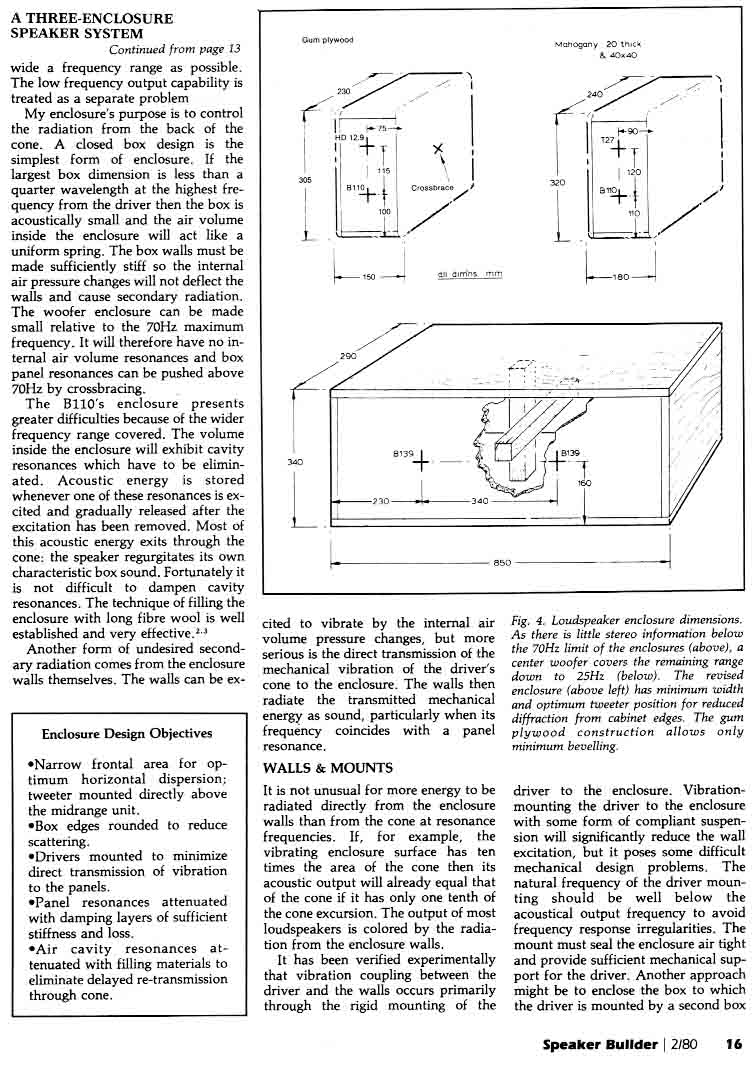 A THREE-ENCLOSURE
SPEAKER SYSTEM
Continued from page 13
wide a frequency range as possible.
The low frequency output capability is
treated as a separate problem
My enclosure's purpose is to control
the radiation from the back of the
cone. A closed box design is the
simplest form of enclosure. If the
largest box dimension is less than a
quarter wavelength at the highest fre-
quency from the driver then the box is
acoustically small and the air volume
inside the enclosure will act like a
uniform spring. The box walls must be
made sufficiently stiff so the internal
air pressure changes will not deflect the
walls and cause secondary radiation.
The woofer enclosure can be made
small relative to the 70Hz maximum
frequency. It will therefore have no in-
ternal air volume resonances and box
panel resonances can be pushed above
70Hz by crossbracing.
The B110's enclosure presents
greater difficulties because of the wider
frequency range covered. The volume
inside the enclosure will exhibit cavity
resonances which have to be elimin-
ated. Acoustic energy is stored
whenever one of these resonances is ex-
cited and gradually released after the
excitation has been removed. Most of
this acoustic energy exits through the
cone: the speaker regurgitates its own
characteristic box sound. Fortunately it
is not difficult to dampen cavity
resonances. The technique of filling the
enclosure with long fibre wool is well
established and very effective.2,3
Another form of undesired second-
ary radiation comes from the enclosure
walls themselves. The walls can be ex-
Enclosure Design Objectives
•Narrow frontal area for op-
timum horizontal dispersion;
tweeter mounted directly above
the midrange unit.
•Box edges rounded to reduce
scattering.
•Drivers mounted to minimize
direct transmission of vibration
to the panels.
•Panel resonances attenuated
with damping layers of sufficient
stiffness and loss.
•Air cavity resonances at-
tenuated with filling materials to
eliminate delayed re-transmission
through cone.
Gum plywood
230
75
HD 12.9
115
B110
100
Crossbrace
305
150
all dim'ns. mm
Mahogany 20 thick
& 40x40
240
90
T27
120
B110
110
320
180
290
340
B139
B139
230
340
160
850
cited to vibrate by the internal air
volume pressure changes, but more
serious is the direct transmission of the
mechanical vibration of the driver's
cone to the enclosure. The walls then
radiate the transmitted mechanical
energy as sound, particularly when its
frequency coincides with a panel
resonance.
WALLS & MOUNTS
It is not unusual for more energy to be
radiated directly from the enclosure
walls than from the cone at resonance
frequencies. If, for example, the
vibrating enclosure surface has ten
times the area of the cone then its
acoustic output will already equal that
of the cone if it has only one tenth of
the cone excursion. The output of most
loudspeakers is colored by the radia-
tion from the enclosure walls.
It has been verified experimentally
that vibration coupling between the
driver and the walls occurs primarily
through the rigid mounting of the
Fig. 4. Loudspeaker enclosure dimensions.
As there is little stereo information below
the 70Hz limit of the enclosures (above), a
center woofer covers the remaining range
down to 25Hz (below). The revised
enclosure (above left) has minimum width
and optimum tweeter position for reduced
diffraction from cabinet edges. The gum
plywood construction allows only
minimum bevelling.
driver to the enclosure. Vibration-
mounting the driver to the enclosure
with some form of compliant suspen-
sion will significantly reduce the wall
excitation, but it poses some difficult
mechanical design problems. The
natural frequency of the driver moun-
ting should be well below the
acoustical output frequency to avoid
frequency response irregularities. The
mount must seal the enclosure air tight
and provide sufficient mechanical sup-
port for the driver. Another approach
might be to enclose the box to which
the driver is mounted by a second box
Speaker Builder | 2/80 16